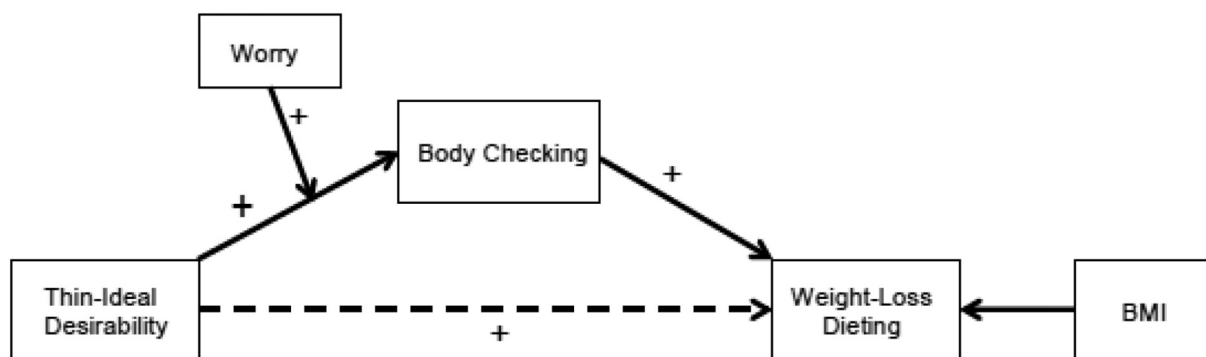 Worry
+
Body Checking
+
+
Thin-Ideal
Desirability
+
Weight-Loss
Dieting
BMI